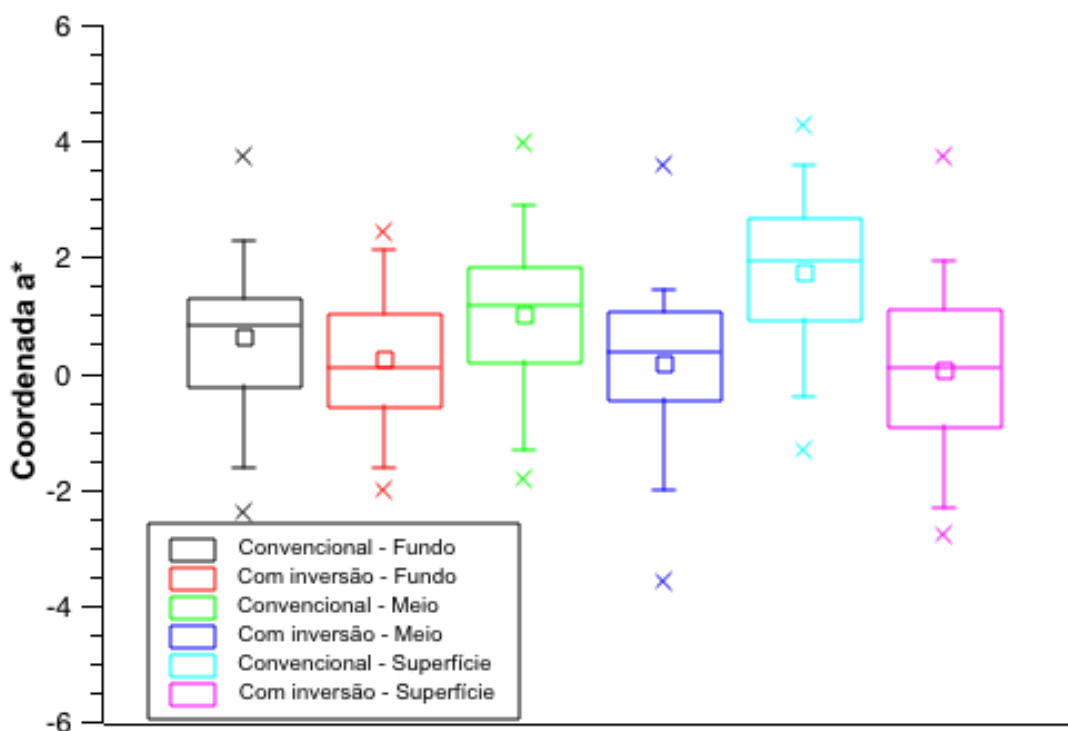 6
4
2
0
-2
-4
-6
Coordenada a*
Convencional - Fundo
Com inversão - Fundo
Convencional - Meio
Com inversão - Meio
Convencional - Superfície
Com inversão - Superfície